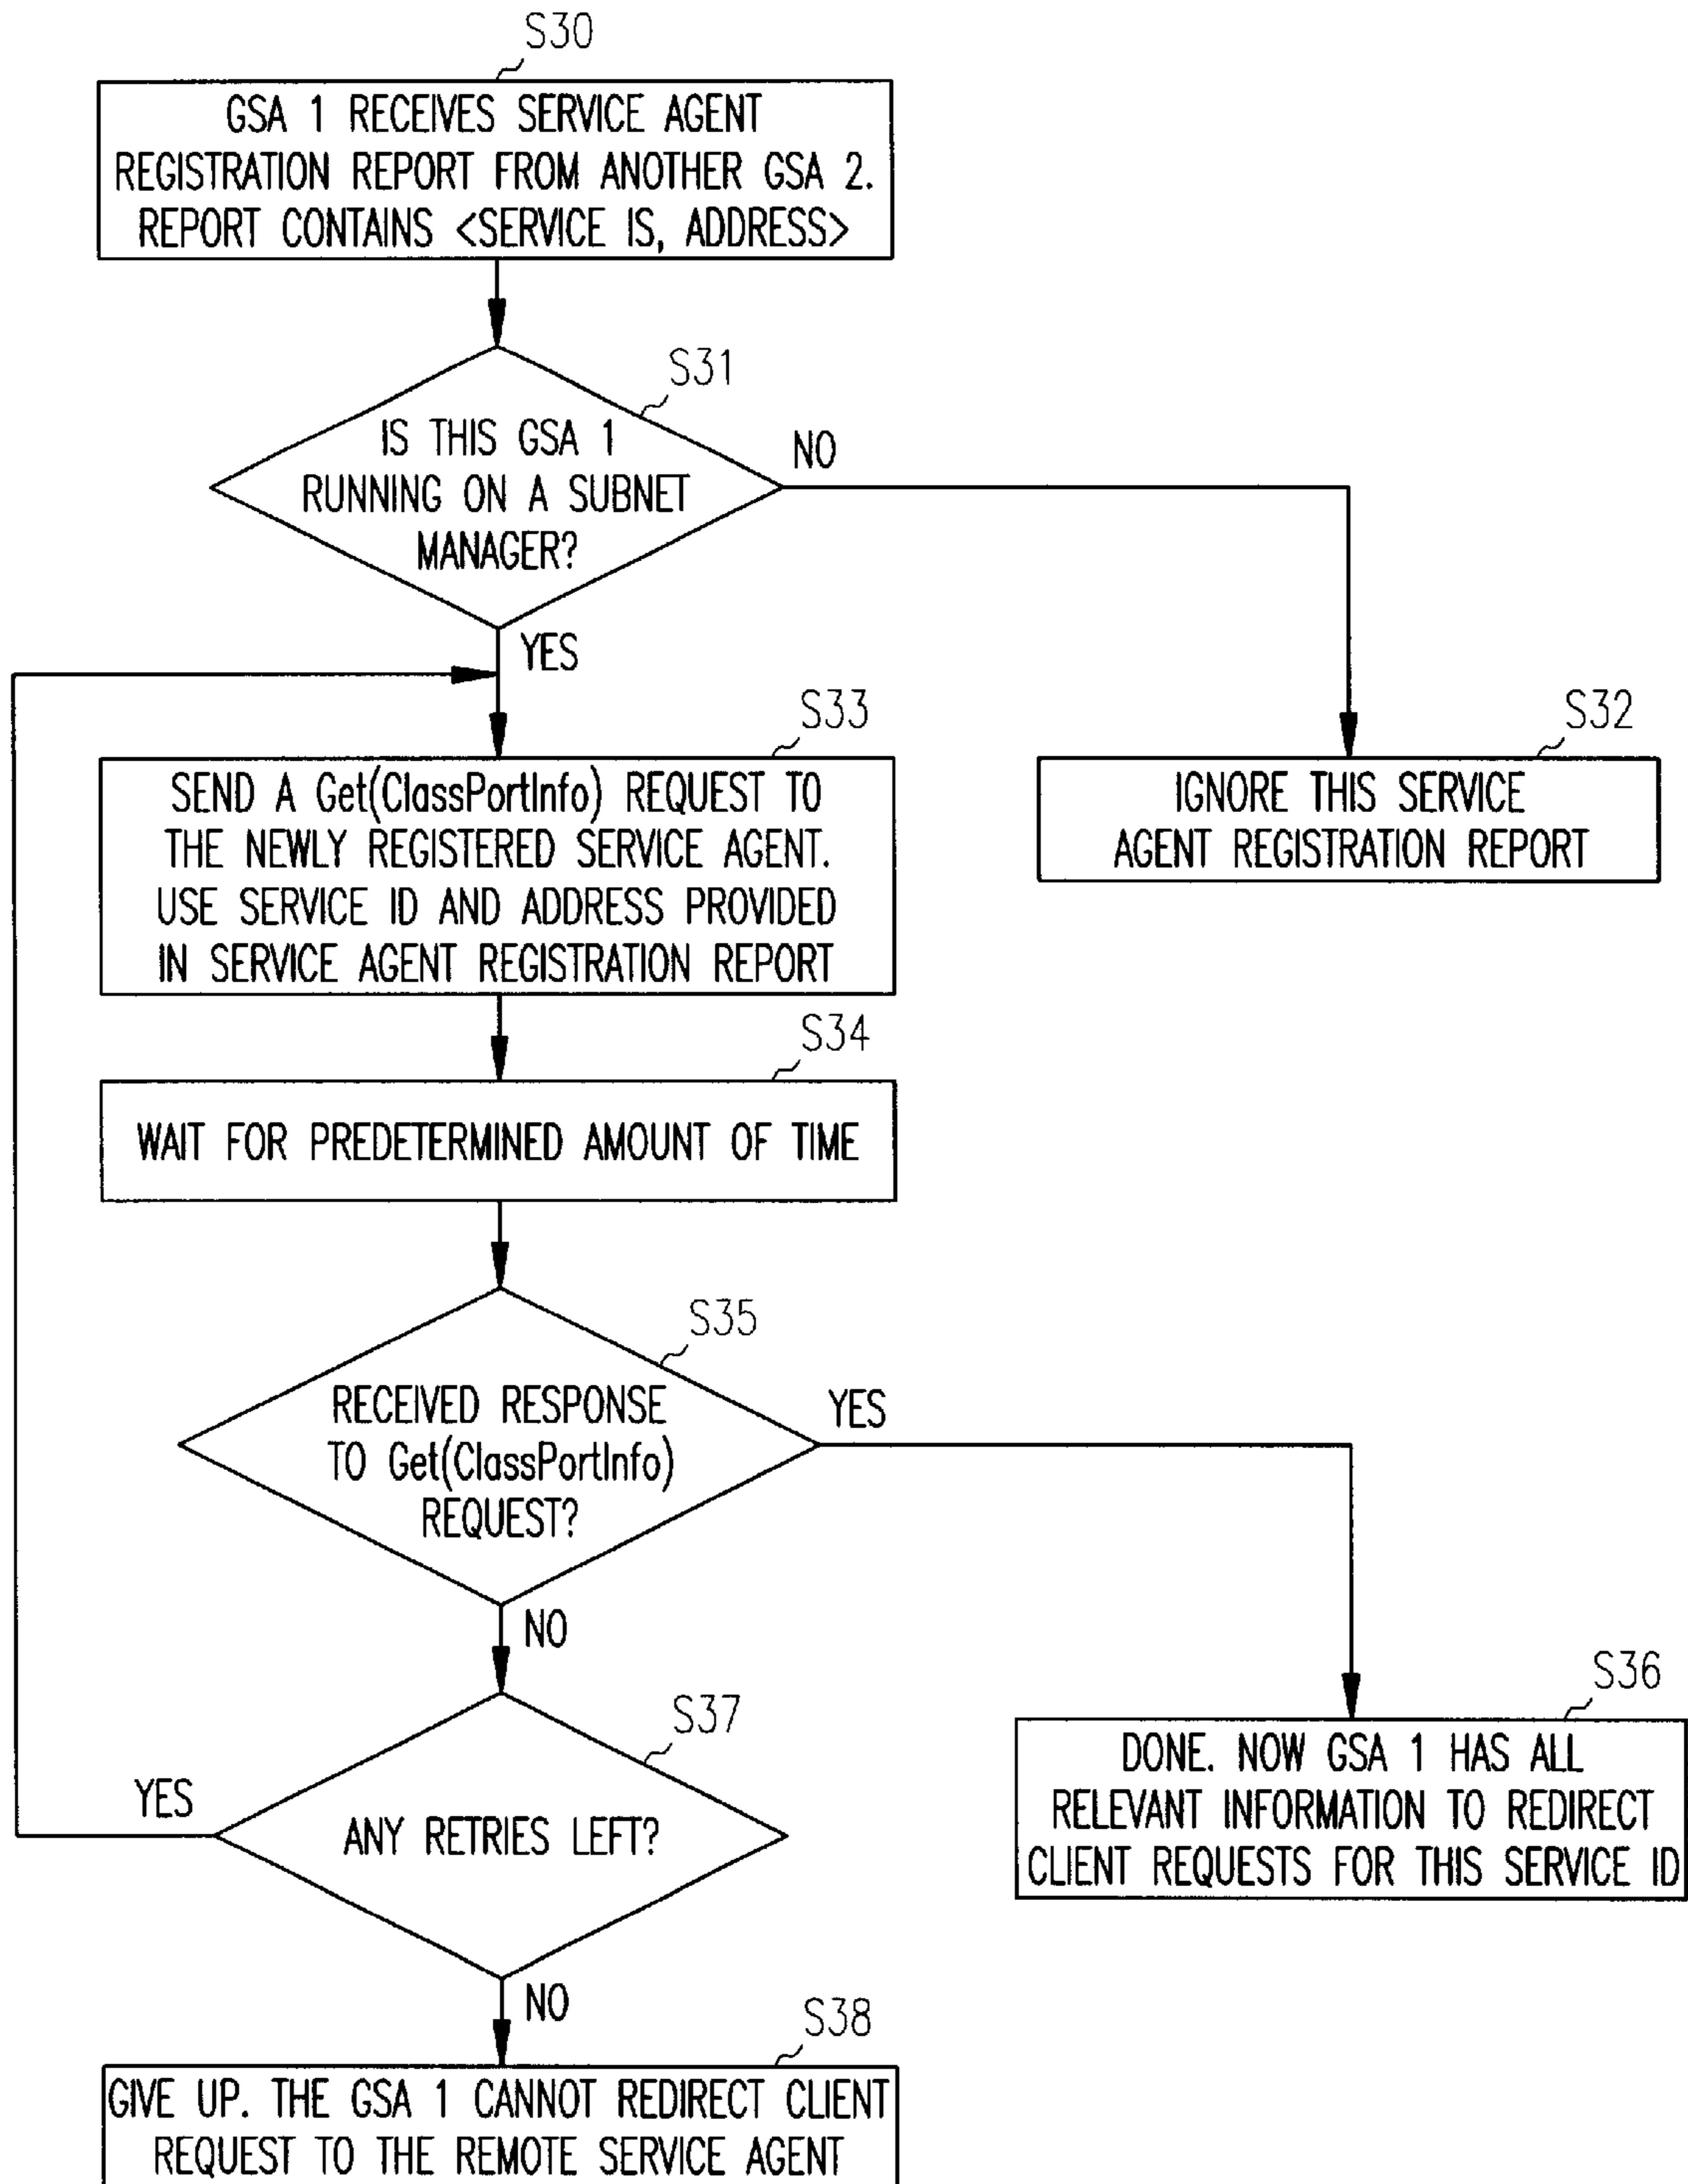 S30
GSA 1 RECEIVES SERVICE AGENT
REGISTRATION REPORT FROM ANOTHER GSA 2.
REPORT CONTAINS <SERVICE IS, ADDRESS>
S31
IS THIS GSA 1
RUNNING ON A SUBNET
MANAGER?
NO
YES
S33
SEND A Get(ClassPortInfo) REQUEST TO
THE NEWLY REGISTERED SERVICE AGENT.
USE SERVICE ID AND ADDRESS PROVIDED
IN SERVICE AGENT REGISTRATION REPORT
S32
IGNORE THIS SERVICE
AGENT REGISTRATION REPORT
S34
WAIT FOR PREDETERMINED AMOUNT OF TIME
S35
RECEIVED RESPONSE
TO Get(ClassPortInfo)
REQUEST?
YES
NO
S36
DONE. NOW GSA 1 HAS ALL
RELEVANT INFORMATION TO REDIRECT
CLIENT REQUESTS FOR THIS SERVICE ID
S37
ANY RETRIES LEFT?
YES
NO
S38
GIVE UP. THE GSA 1 CANNOT REDIRECT CLIENT
REQUEST TO THE REMOTE SERVICE AGENT